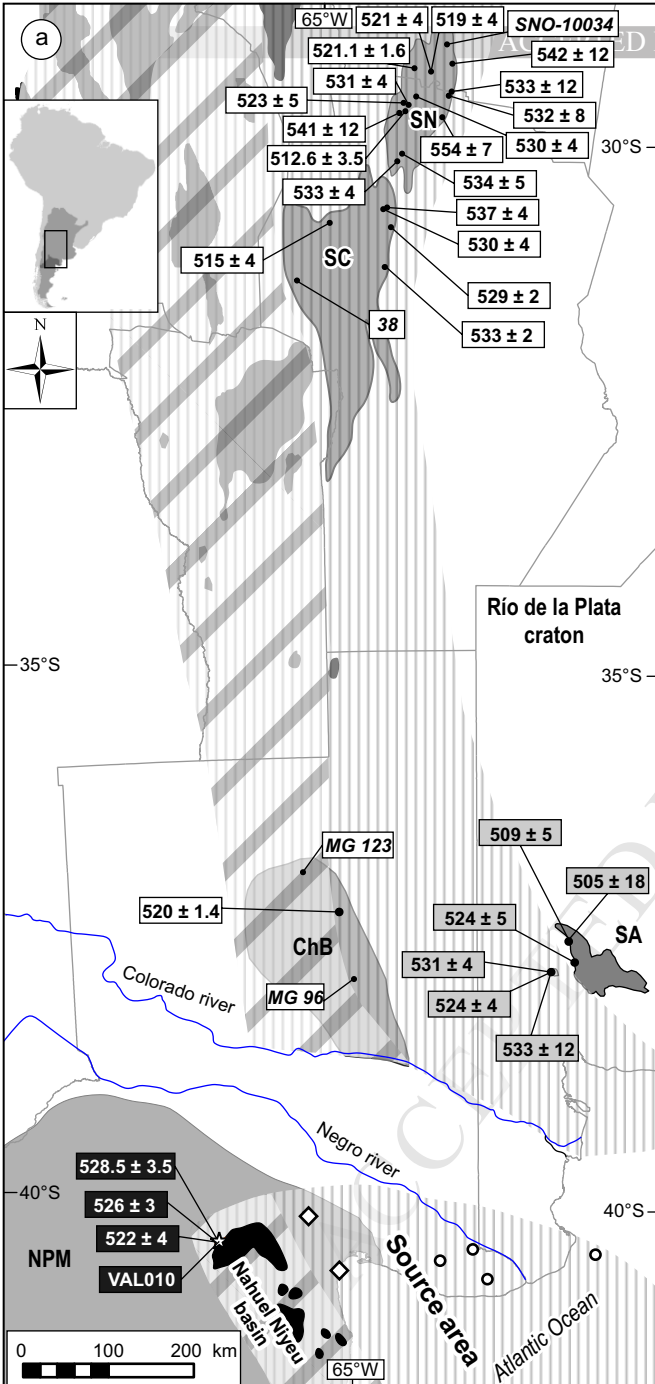 a
65°W
521 ± 4
519 ± 4
SNO-10034
521.1 ± 1.6
542 ± 12
531 ± 4
533 ± 12
523 ± 5
SN
532 ± 8
541 ± 12
530 ± 4
512.6 ± 3.5
554 ± 7
30°S
533 ± 4
534 ± 5
537 ± 4
530 ± 4
515 ± 4
SC
529 ± 2
38
533 ± 2
N
Río de la Plata
craton
35°S
35°S
509 ± 5
MG 123
505 ± 18
520 ± 1.4
524 ± 5
SA
ChB
531 ± 4
MG 96
524 ± 4
Colorado river
533 ± 12
Negro river
528.5 ± 3.5
40°S
40°S
526 ± 3
522 ± 4
NPM
VAL010
Nahuel Niyeu
basin
Source area
Atlantic Ocean
0 100 200 km
65°W